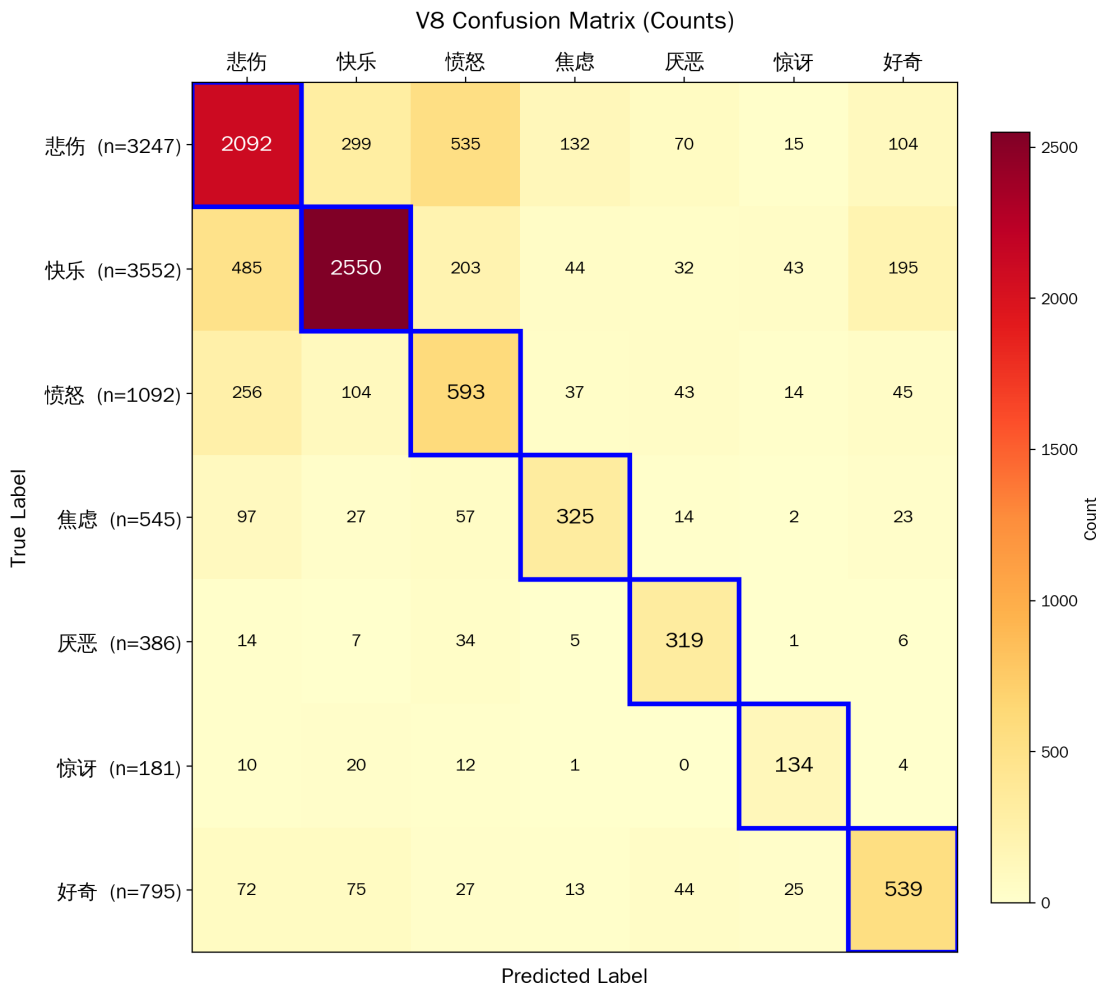 V8 Confusion Matrix (Counts)
悲伤 快乐 愤怒 焦虑 厌恶 惊讶 好奇
悲伤 (n=3247) 2092 299 535 132 70 15 104
快乐 (n=3552) 485 2550 203 44 32 43 195
愤怒 (n=1092) 256 104 593 37 43 14 45
焦虑 (n=545) 97 27 57 325 14 2 23
厌恶 (n=386) 14 7 34 5 319 1 6
惊讶 (n=181) 10 20 12 1 0 134 4
好奇 (n=795) 72 75 27 13 44 25 539
True Label
Predicted Label
2500
2000
1500
1000
500
0
Count